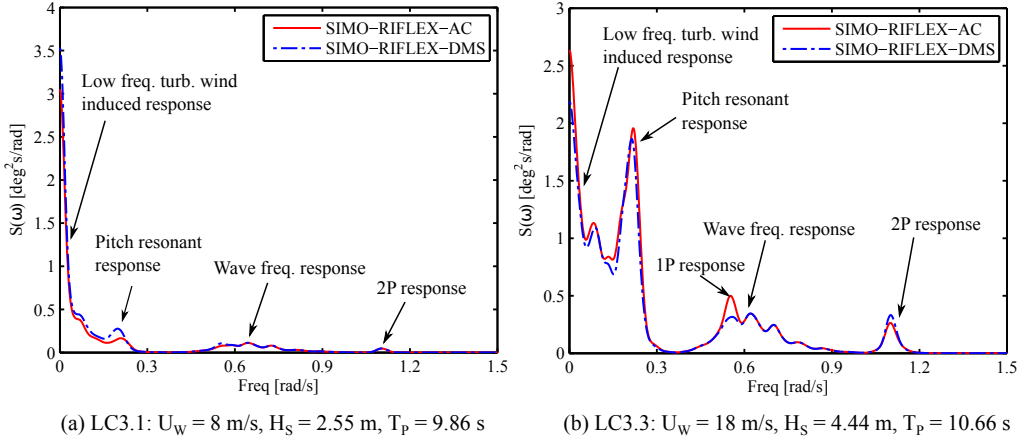 SIMO−RIFLEX−AC
SIMO−RIFLEX−DMS
Low freq. turb. wind
induced response
Pitch resonant
response
Wave freq. response
2P response
S(ω) [deg²s/rad]
4
3.5
3
2.5
2
1.5
1
0.5
0
0 0.3 0.6 0.9 1.2 1.5
Freq [rad/s]
(a) LC3.1: U_W = 8 m/s, H_S = 2.55 m, T_P = 9.86 s
SIMO−RIFLEX−AC
SIMO−RIFLEX−DMS
Low freq. turb. wind
induced response
Pitch resonant
response
Wave freq. response
1P response
2P response
S(ω) [deg²s/rad]
3
2.5
2
1.5
1
0.5
0
0 0.3 0.6 0.9 1.2 1.5
Freq [rad/s]
(b) LC3.3: U_W = 18 m/s, H_S = 4.44 m, T_P = 10.66 s